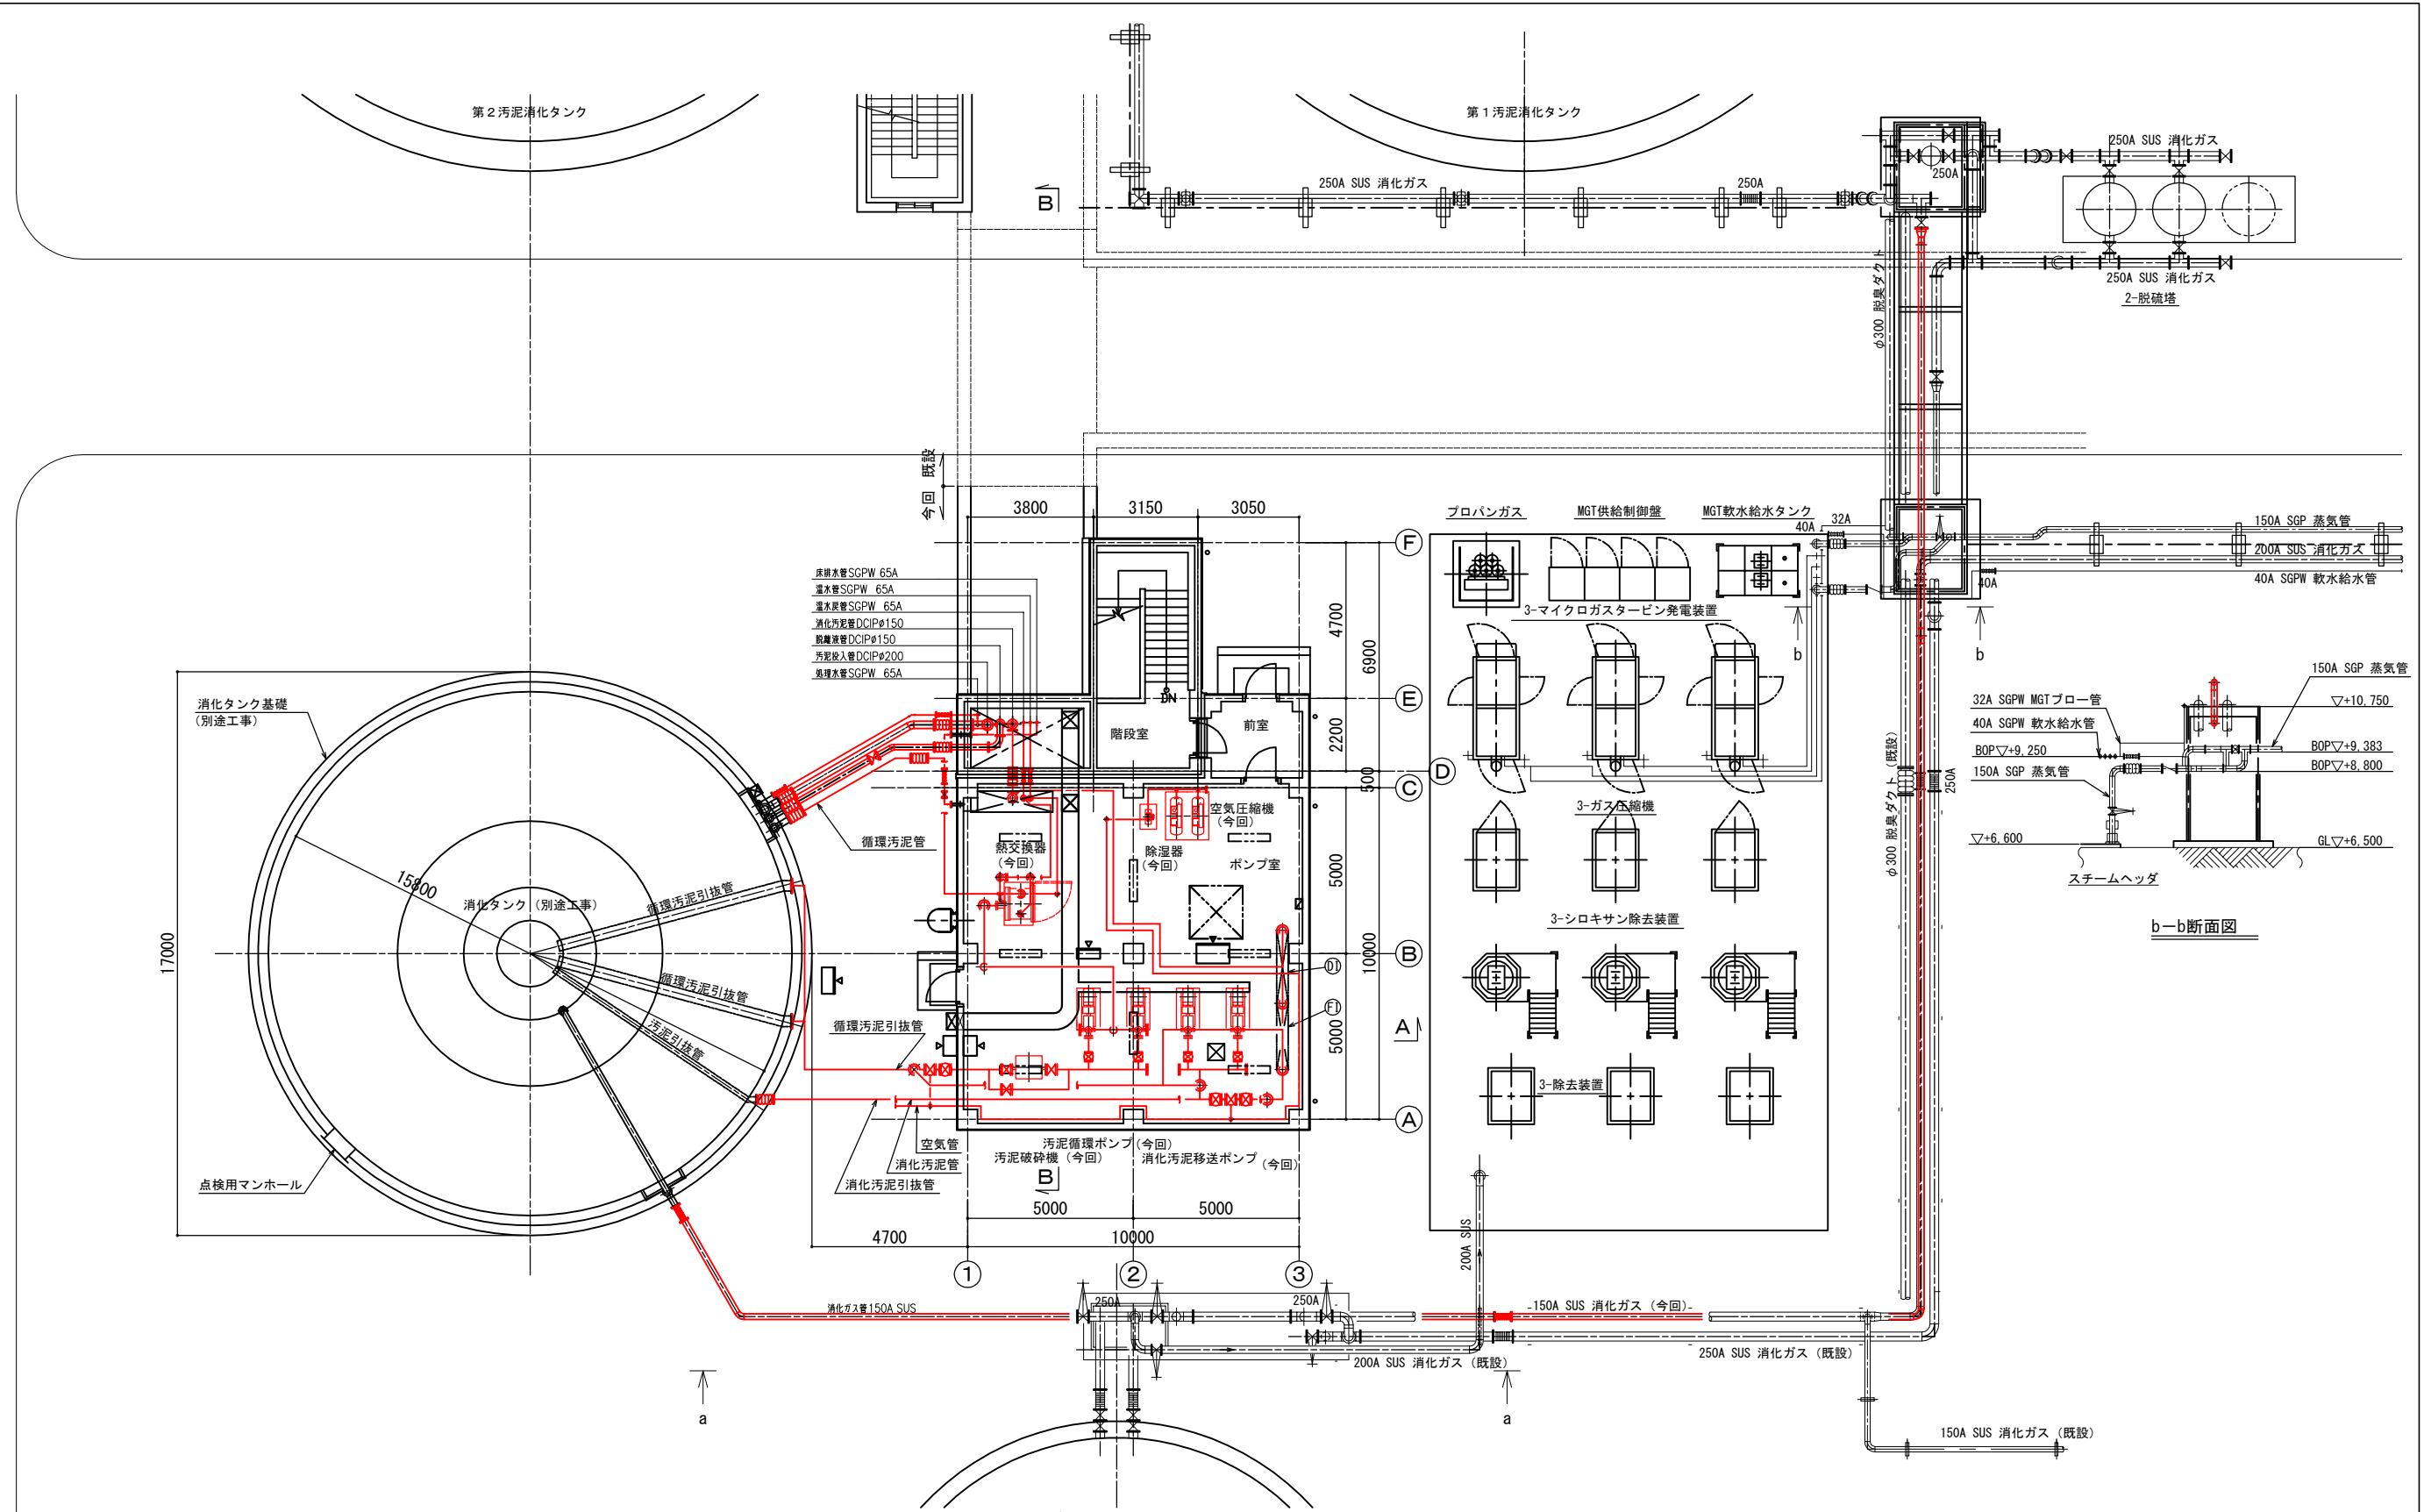 第2汚泥消化タンク
第1汚泥消化タンク
250A SUS 消化ガス
250A
250A SUS 消化ガス
250A
B
250A SUS 消化ガス
2-脱硫塔
φ300 脱臭ダクト
既設
今回
3800
3150
3050
プロパンガス
MGT供給制御盤
MGT軟水給水タンク
40A
32A
150A SGP 蒸気管
200A SUS 消化ガス
40A
40A SGPW 軟水給水管
F
床排水管SGPW 65A
温水管SGPW 65A
温水戻管SGPW 65A
消化汚泥管DCIPφ150
脱離液管DCIPφ150
汚泥投入管DCIPφ200
処理水管SGPW 65A
4700
6900
3-マイクロガスタービン発電装置
b
b
消化タンク基礎
(別途工事)
DN
階段室
前室
E
2200
500
D
C
150A SGP 蒸気管
32A SGPW MGTブロー管
▽+10,750
40A SGPW 軟水給水管
BOP▽+9,250
BOP▽+9,383
150A SGP 蒸気管
BOP▽+8,800
▽+6,600
GL▽+6,500
スチームヘッダ
b-b断面図
φ300 脱臭ダクト(既設)
250A
3-ガス圧縮機
空気圧縮機
(今回)
循環汚泥管
熱交換器
(今回)
除湿器
(今回)
ポンプ室
5000
15800
消化タンク(別途工事)
循環汚泥引抜管
3-シロキサン除去装置
17000
B
10000
DI
循環汚泥引抜管
FI
汚泥引抜管
循環汚泥引抜管
5000
A
3-除去装置
A
空気管
汚泥循環ポンプ(今回)
消化汚泥管
汚泥破砕機(今回)
消化汚泥移送ポンプ(今回)
点検用マンホール
消化汚泥引抜管
B
5000
5000
4700
10000
200A SUS
1
2
3
消化ガス管150A SUS
250A
250A
150A SUS 消化ガス(今回)
200A SUS 消化ガス(既設)
250A SUS 消化ガス(既設)
a
a
150A SUS 消化ガス(既設)